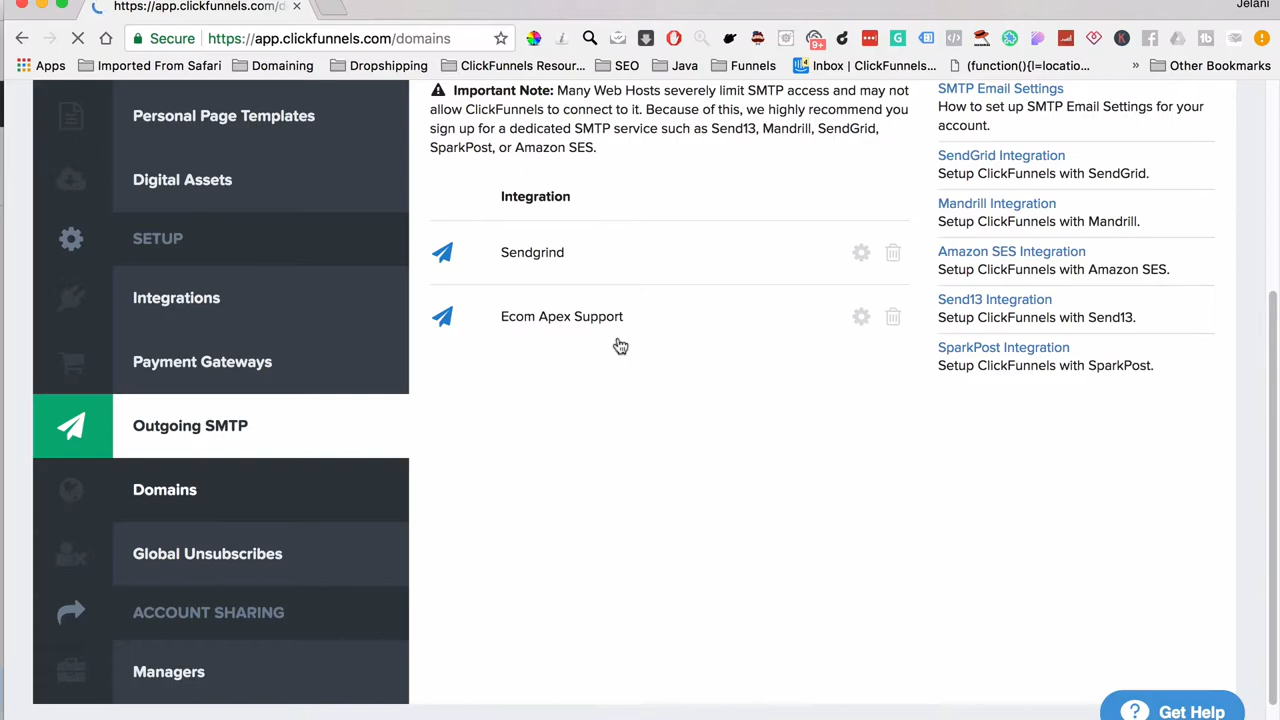 https://app.clickfunnels.com/d
Jelani
Secure
https://app.clickfunnels.com/domains
9+
Apps
Imported From Safari
Domaining
Dropshipping
ClickFunnels Resour...
SEO
Java
Funnels
Inbox | ClickFunnels...
(function(){l=locatio...
»
Other Bookmarks
Personal Page Templates
Digital Assets
SETUP
Integrations
Payment Gateways
Outgoing SMTP
Domains
Global Unsubscribes
ACCOUNT SHARING
Managers
Important Note: Many Web Hosts severely limit SMTP access and may not
allow ClickFunnels to connect to it. Because of this, we highly recommend you
sign up for a dedicated SMTP service such as Send13, Mandrill, SendGrid,
SparkPost, or Amazon SES.
Integration
Sendgrind
Ecom Apex Support
SMTP Email Settings
How to set up SMTP Email Settings for your
account.
SendGrid Integration
Setup ClickFunnels with SendGrid.
Mandrill Integration
Setup ClickFunnels with Mandrill.
Amazon SES Integration
Setup ClickFunnels with Amazon SES.
Send13 Integration
Setup ClickFunnels with Send13.
SparkPost Integration
Setup ClickFunnels with SparkPost.
Get Help